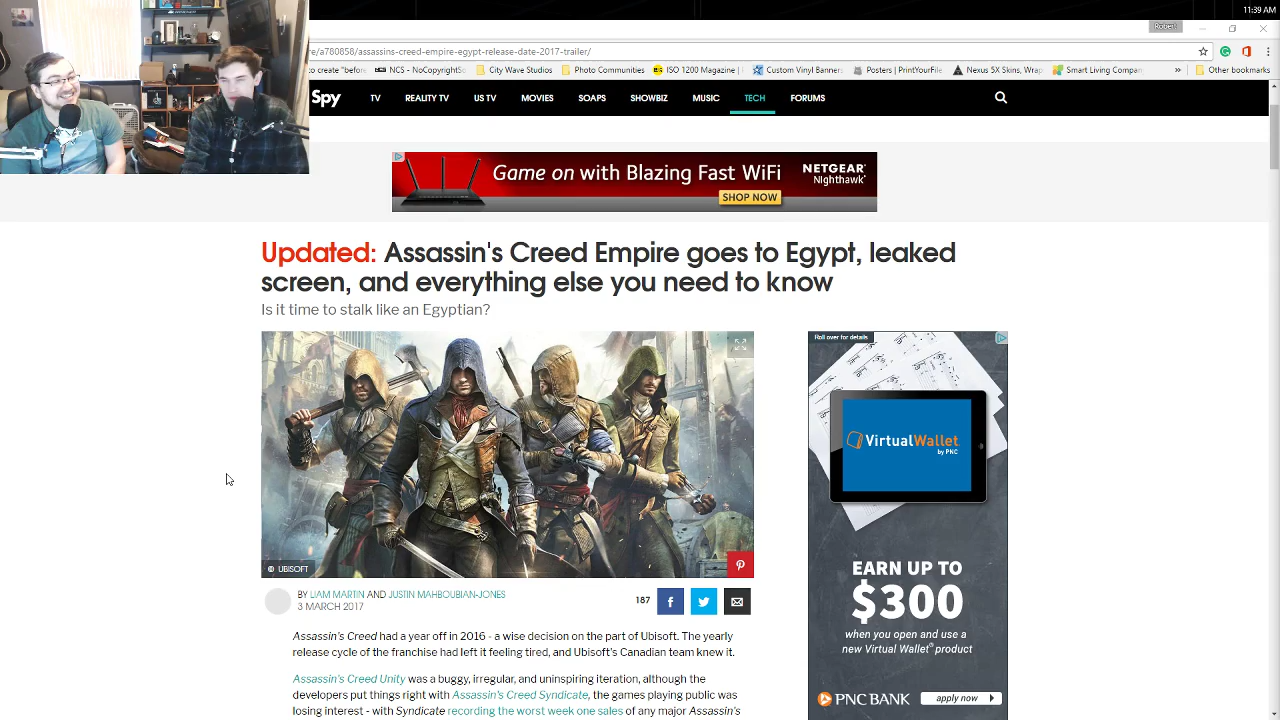 11:39 AM
Robert
re/a780858/assassins-creed-empire-egypt-release-date-2017-trailer/
to create "before
NCS - NoCopyrightS
City Wave Studios
Photo Communities
ISO 1200 Magazine |
Custom Vinyl Banners
Posters | PrintYourFile
Nexus 5X Skins, Wrap
Smart Living Compan
»
Other bookmarks
Spy
TV
REALITY TV
US TV
MOVIES
SOAPS
SHOWBIZ
MUSIC
TECH
FORUMS
Game on with Blazing Fast WiFi
SHOP NOW
NETGEAR
Nighthawk
Updated: Assassin's Creed Empire goes to Egypt, leaked
screen, and everything else you need to know
Is it time to stalk like an Egyptian?
© UBISOFT
BY LIAM MARTIN AND JUSTIN MAHBOUBIAN-JONES
3 MARCH 2017
187
Assassin's Creed had a year off in 2016 - a wise decision on the part of Ubisoft. The yearly
release cycle of the franchise had left it feeling tired, and Ubisoft's Canadian team knew it.
Assassin's Creed Unity was a buggy, irregular, and uninspiring iteration, although the
developers put things right with Assassin's Creed Syndicate, the games playing public was
losing interest - with Syndicate recording the worst week one sales of any major Assassin's
Roll over for details
VirtualWallet
by PNC
EARN UP TO
$300
when you open and use a
new Virtual Wallet® product
PNC BANK
apply now